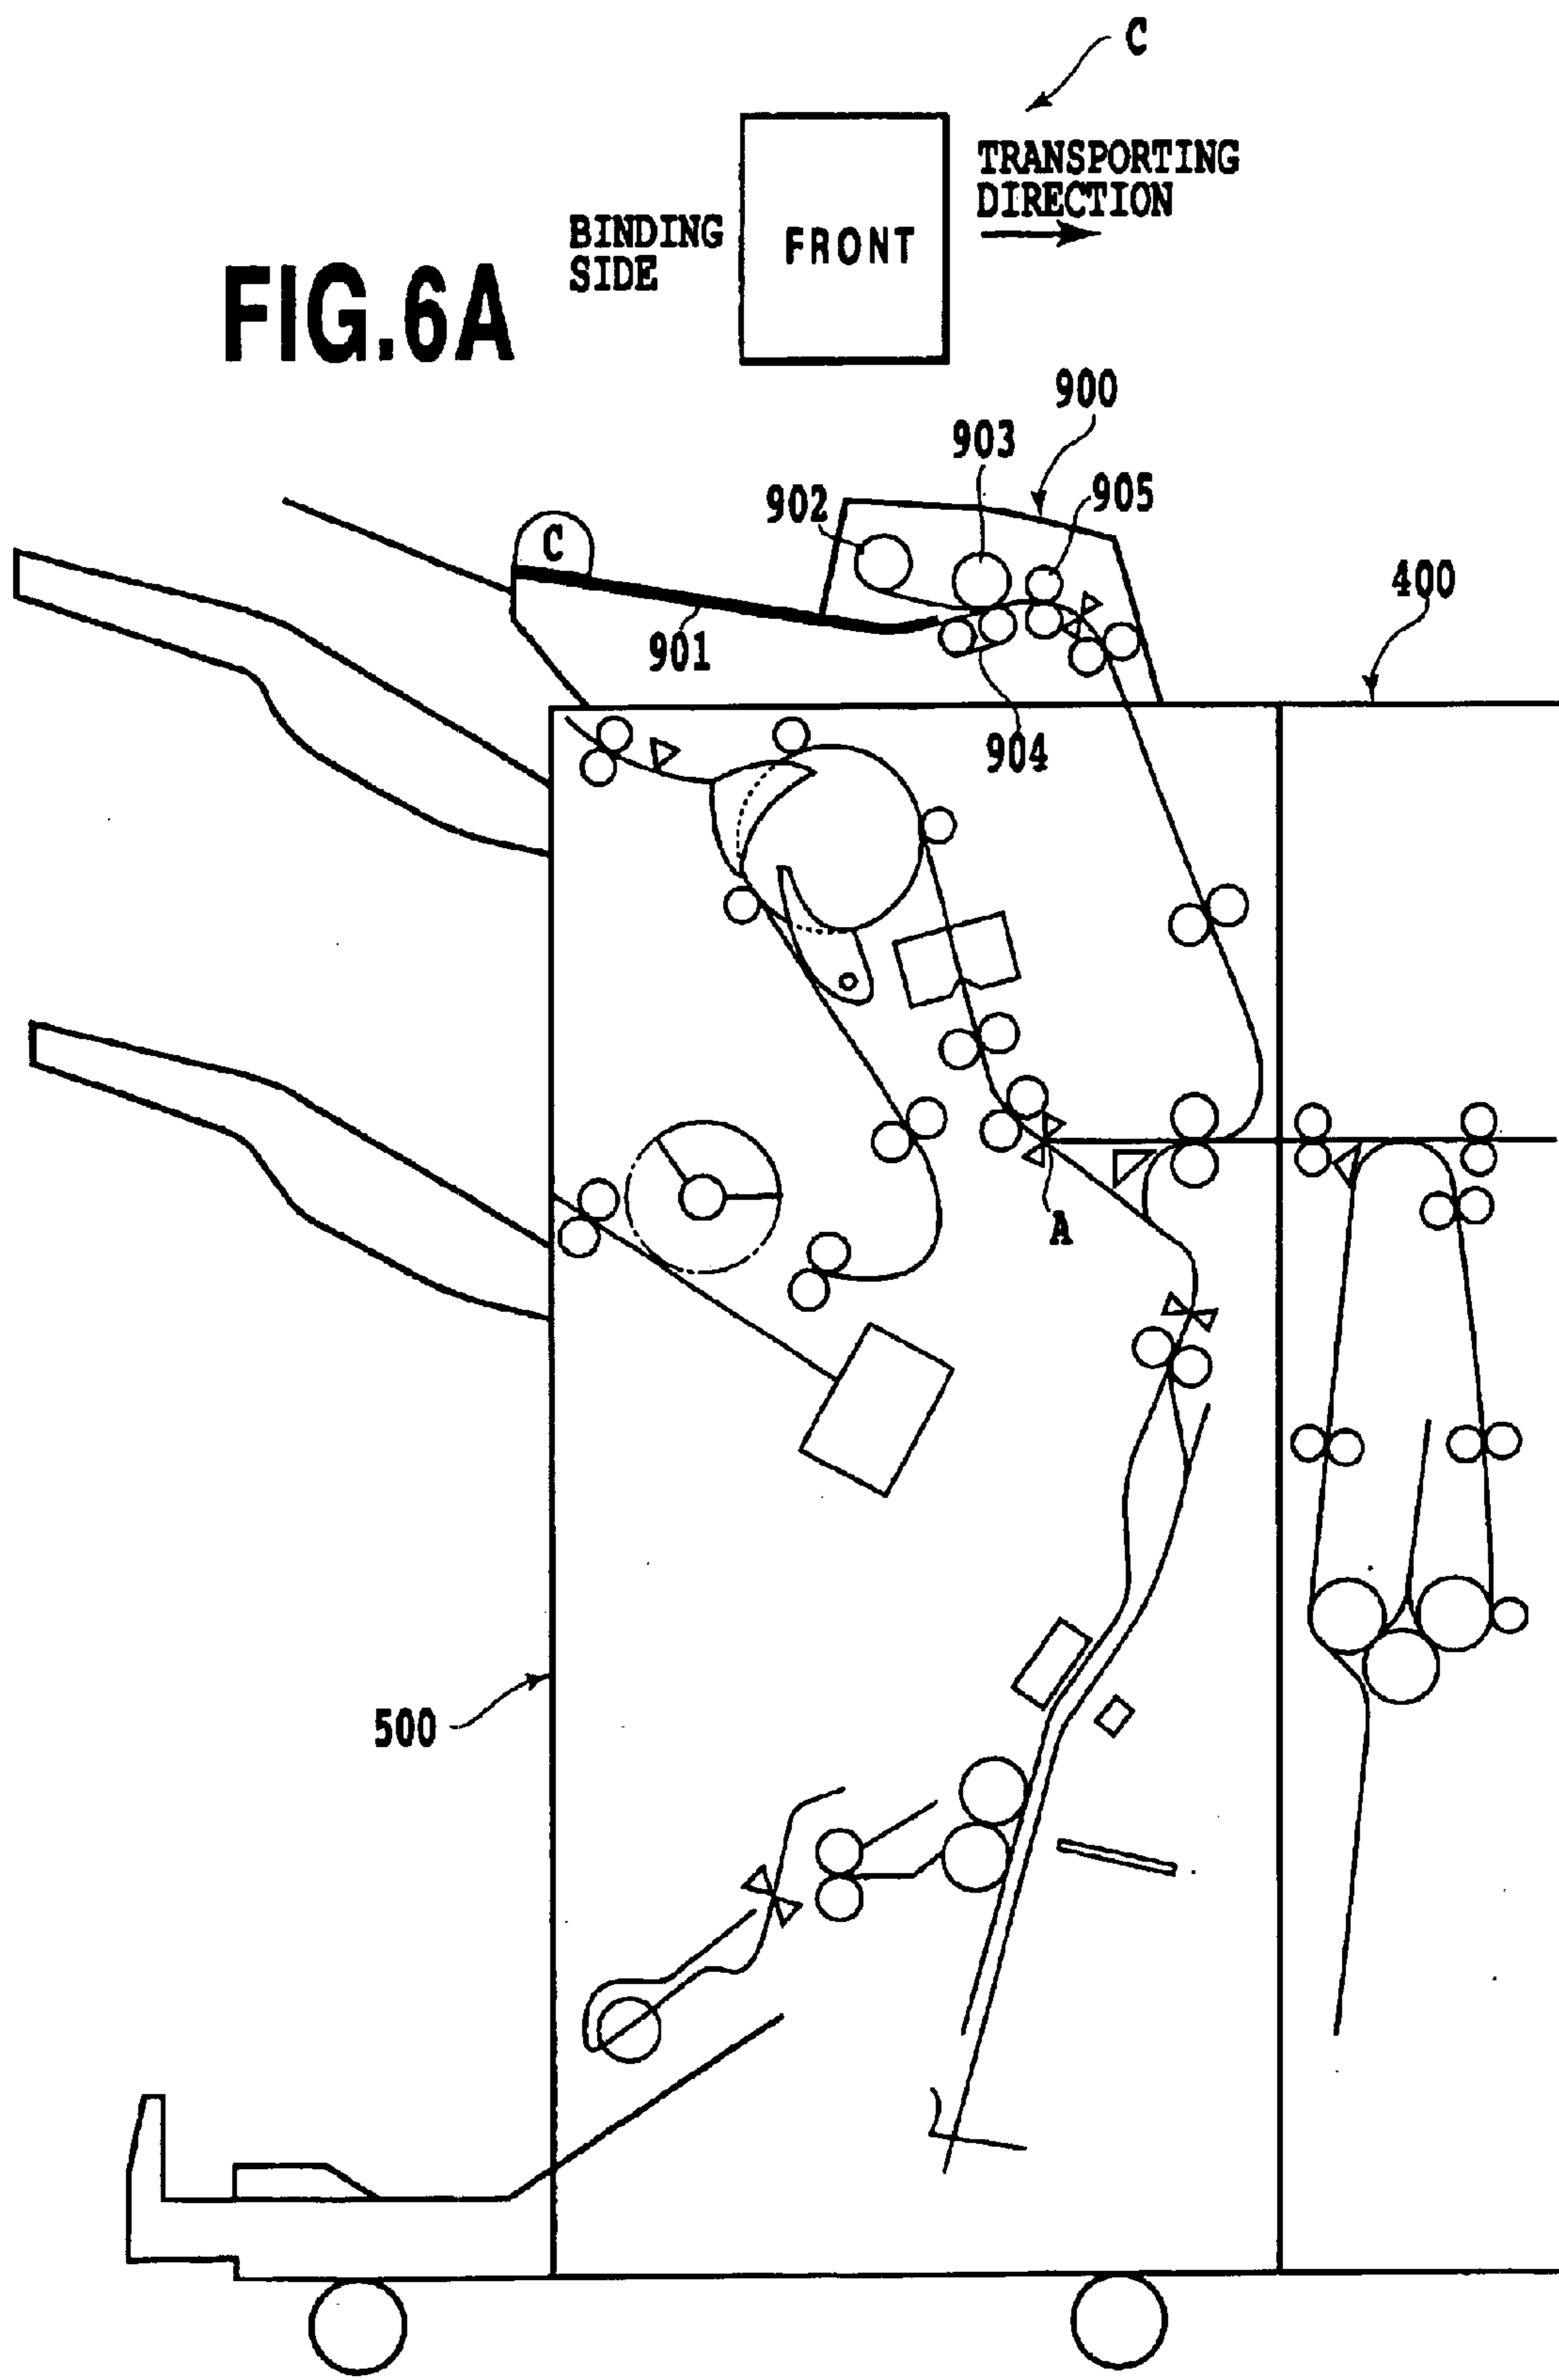 C
TRANSPORTING
DIRECTION
BINDING
SIDE
FRONT
FIG.6A
900
903
902
905
C
400
901
904
A
500